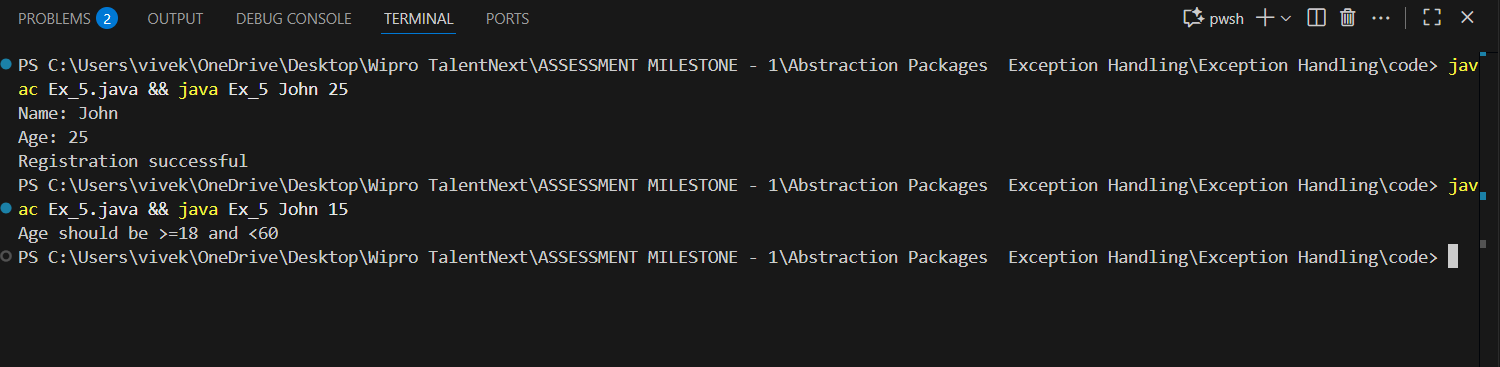 PROBLEMS 2 OUTPUT DEBUG CONSOLE TERMINAL PORTS pwsh
PS C:\Users\vivek\OneDrive\Desktop\Wipro TalentNext\ASSESSMENT MILESTONE - 1\Abstraction Packages  Exception Handling\Exception Handling\code> jav
ac Ex_5.java && java Ex_5 John 25
Name: John
Age: 25
Registration successful
PS C:\Users\vivek\OneDrive\Desktop\Wipro TalentNext\ASSESSMENT MILESTONE - 1\Abstraction Packages  Exception Handling\Exception Handling\code> jav
ac Ex_5.java && java Ex_5 John 15
Age should be >=18 and <60
PS C:\Users\vivek\OneDrive\Desktop\Wipro TalentNext\ASSESSMENT MILESTONE - 1\Abstraction Packages  Exception Handling\Exception Handling\code>